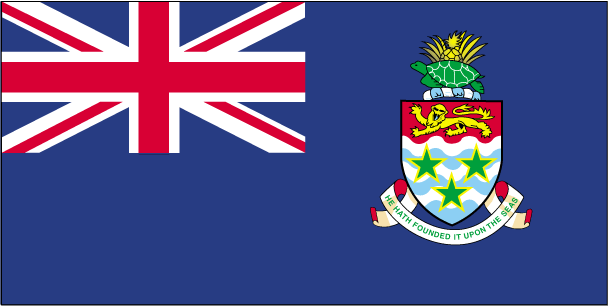 HE HATH FOUNDED IT UPON THE SEAS